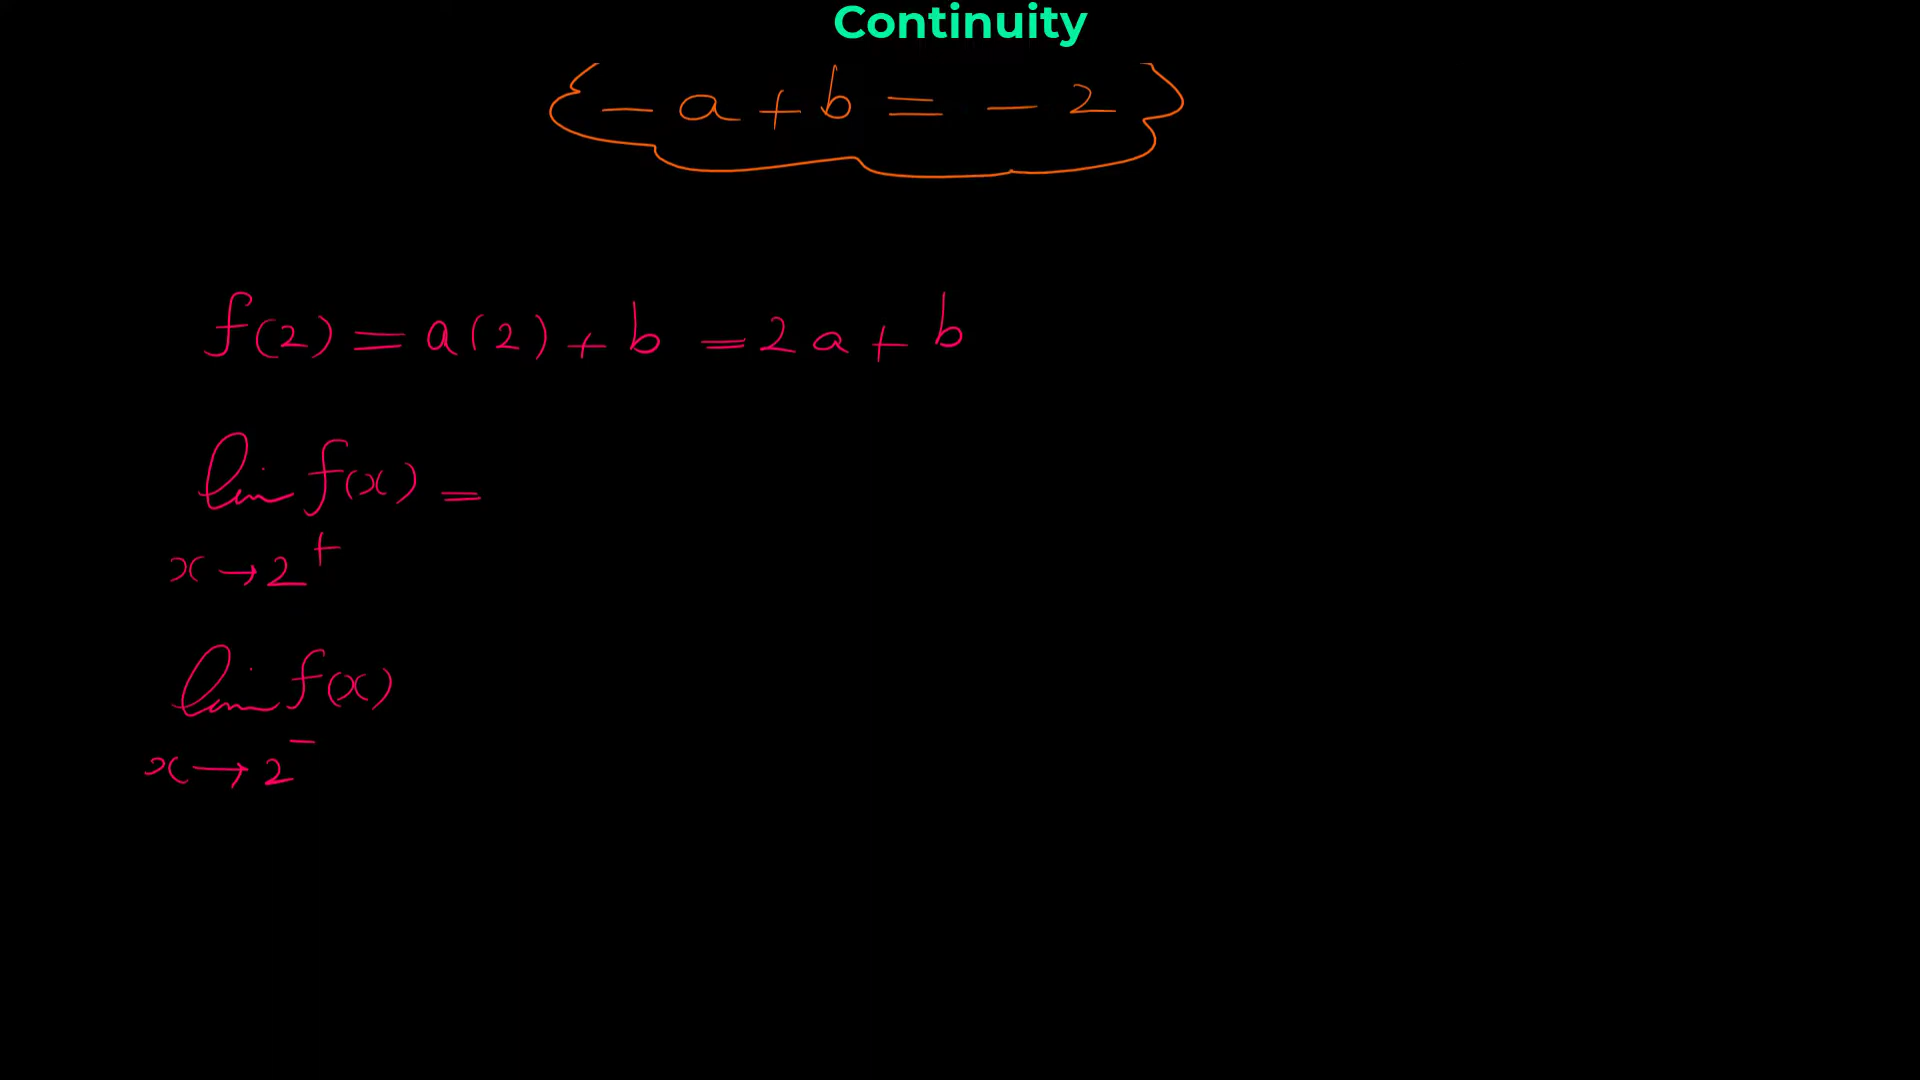 Continuity
- a + b = - 2
f(2) = a(2) + b = 2a + b
lim f(x) =
x → 2⁺
lim f(x)
x → 2⁻